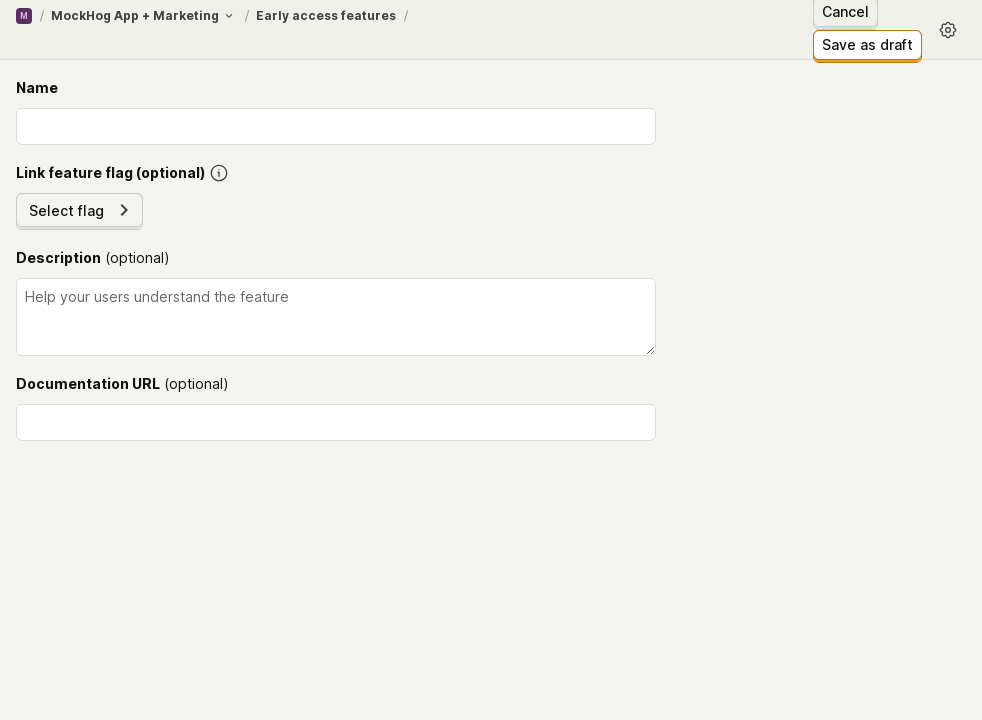 M / MockHog App + Marketing / Early access features /
Cancel
Save as draft
Name
Link feature flag (optional)
Select flag
Description (optional)
Help your users understand the feature
Documentation URL (optional)